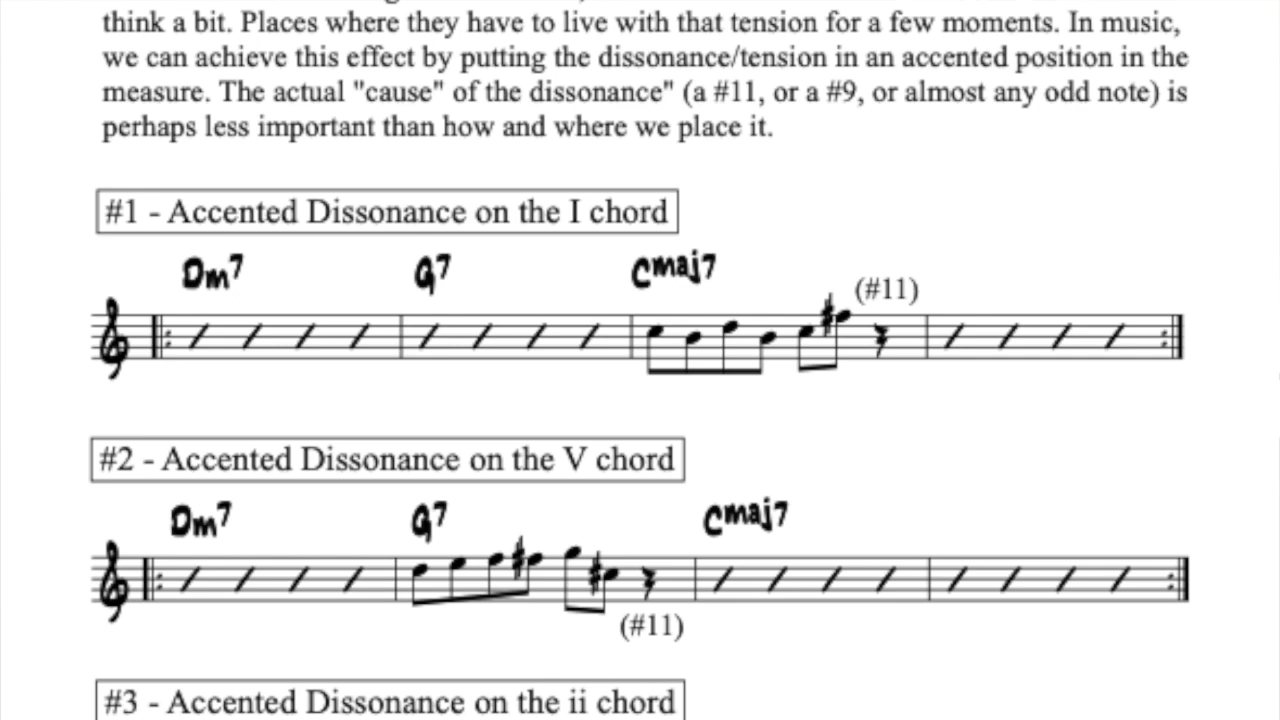 think a bit. Places where they have to live with that tension for a few moments. In music,
we can achieve this effect by putting the dissonance/tension in an accented position in the
measure. The actual "cause" of the dissonance" (a #11, or a #9, or almost any odd note) is
perhaps less important than how and where we place it.
#1 - Accented Dissonance on the I chord
Dm7 G7 Cmaj7
(#11)
#2 - Accented Dissonance on the V chord
Dm7 G7 Cmaj7
(#11)
#3 - Accented Dissonance on the ii chord